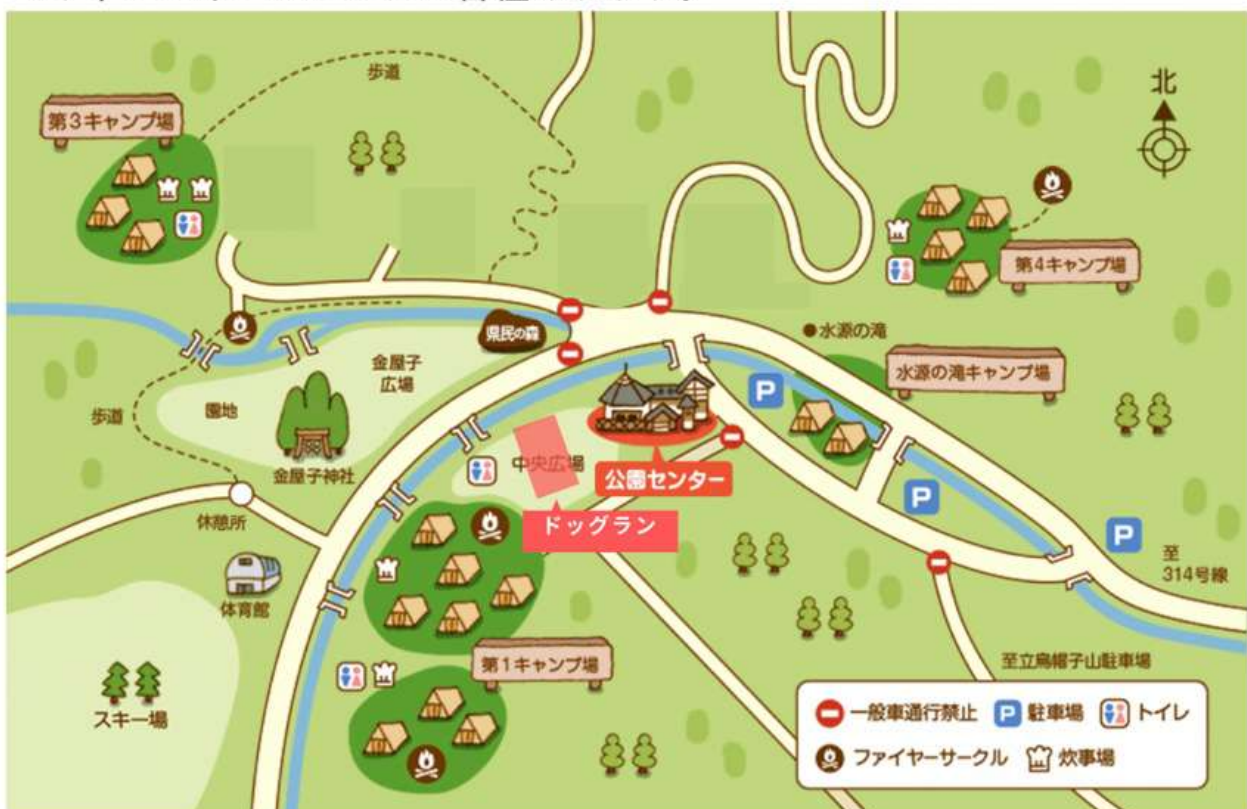 歩道
北
第3キャンプ場
第4キャンプ場
県民の森
水源の滝
水源の滝キャンプ場
金屋子
広場
園地
歩道
金屋子神社
P
中央広場
公園センター
ドッグラン
P
P
至
314号線
休憩所
体育館
第1キャンプ場
至立烏帽子山駐車場
スキー場
一般車通行禁止
P 駐車場
トイレ
ファイヤーサークル
炊事場